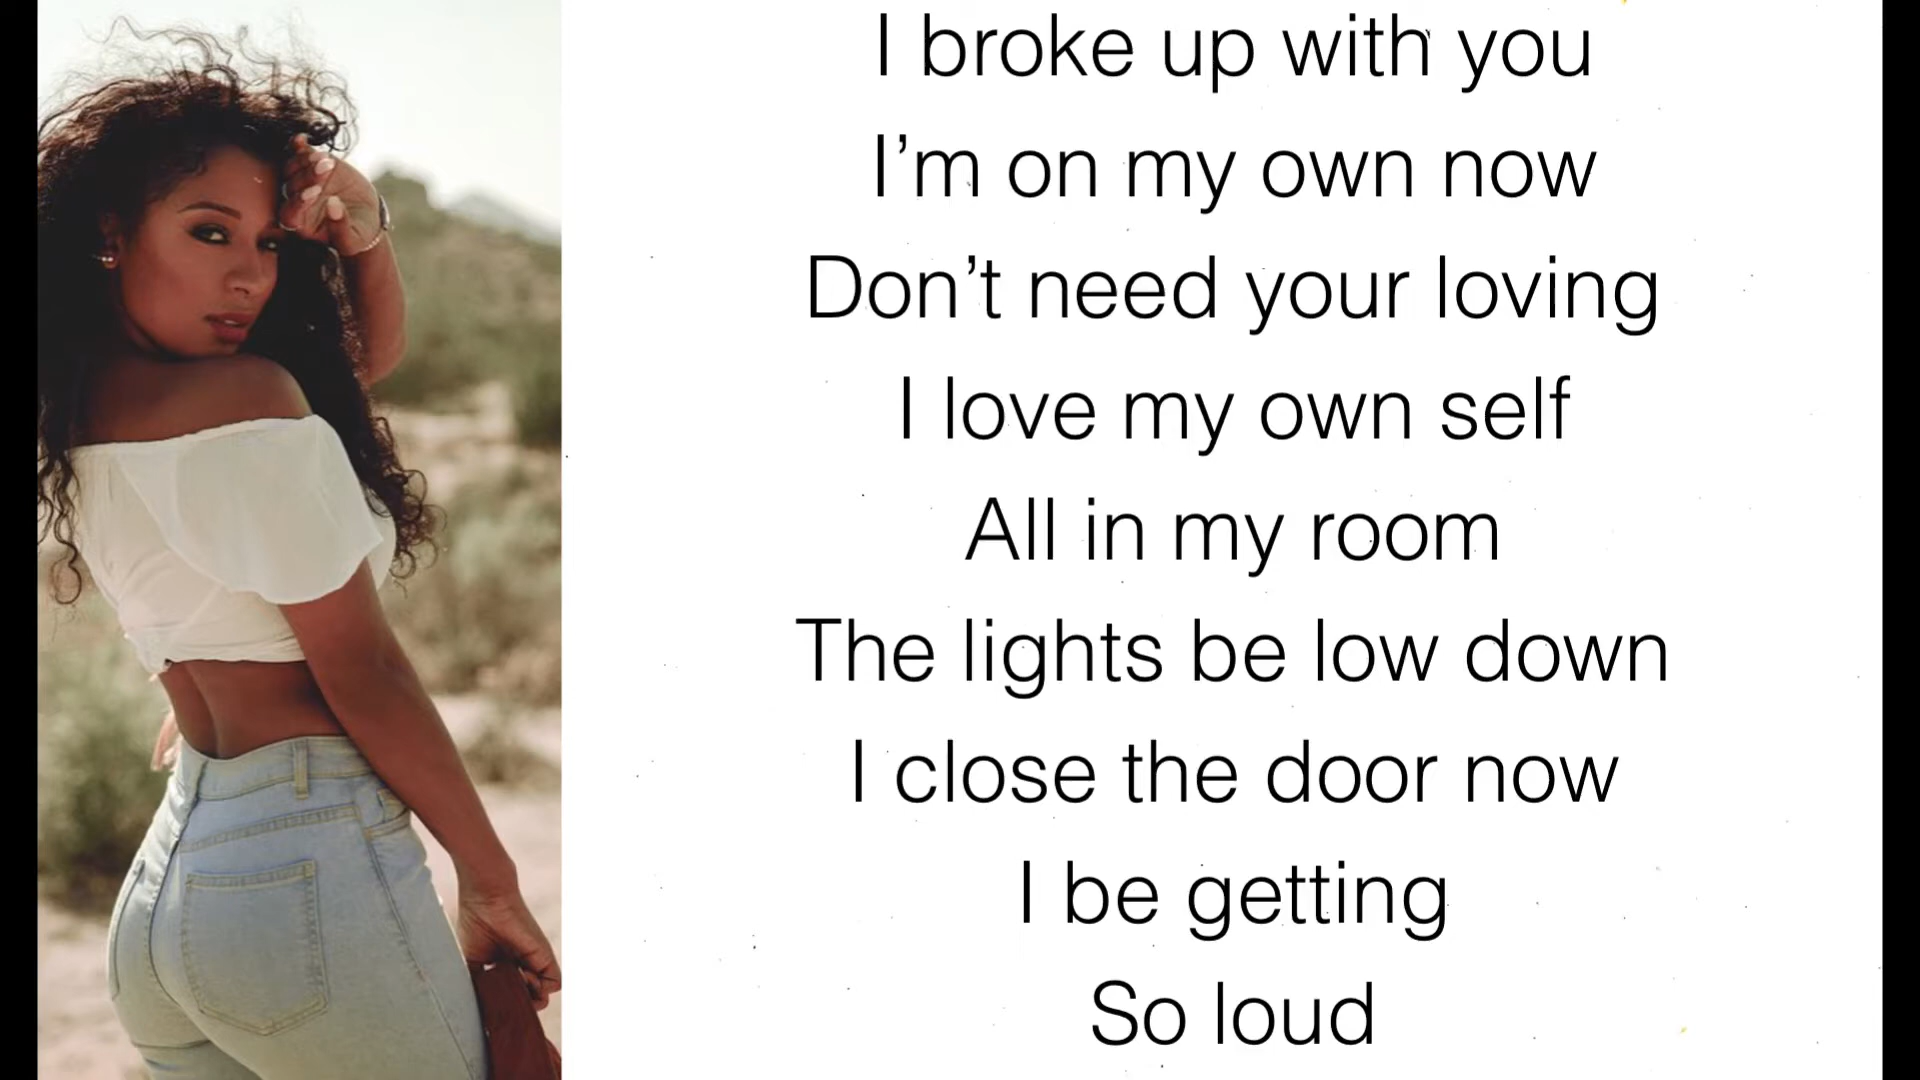 I broke up with you
I’m on my own now
Don’t need your loving
I love my own self
All in my room
The lights be low down
I close the door now
I be getting
So loud